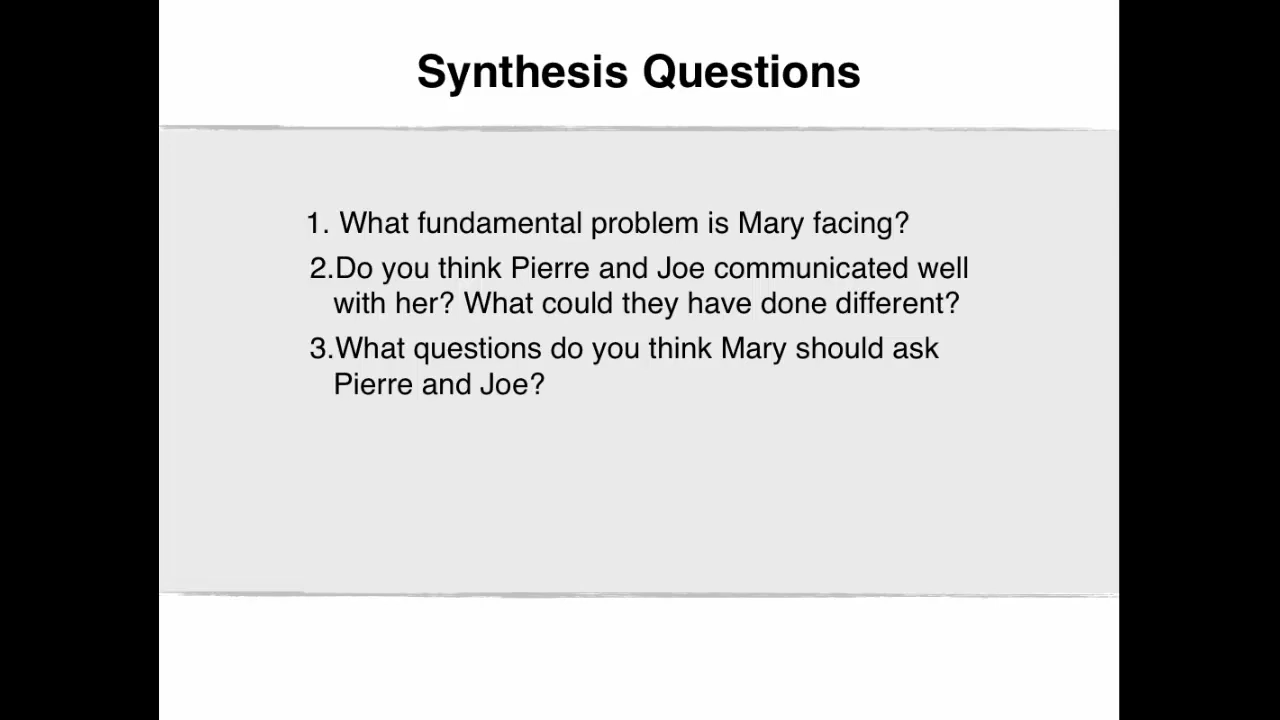 Synthesis Questions
1. What fundamental problem is Mary facing?
2.Do you think Pierre and Joe communicated well
with her? What could they have done different?
3.What questions do you think Mary should ask
Pierre and Joe?